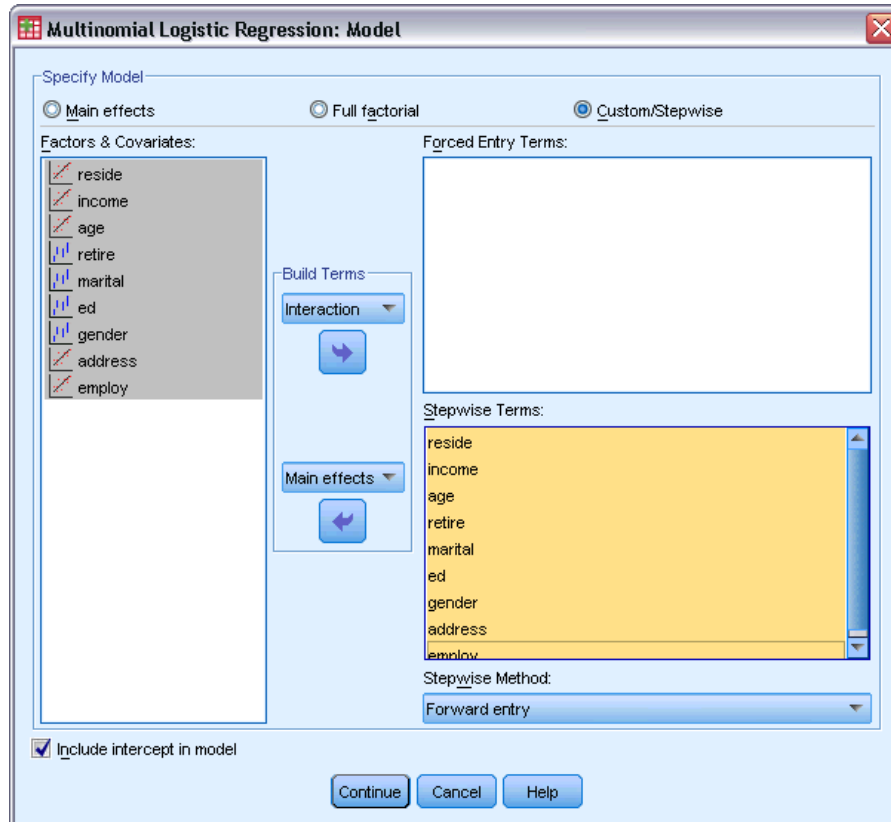 Multinomial Logistic Regression: Model
Specify Model
Main effects
Full factorial
Custom/Stepwise
Factors & Covariates:
reside
income
age
retire
marital
ed
gender
address
employ
Build Terms
Interaction
Main effects
Forced Entry Terms:
Stepwise Terms:
reside
income
age
retire
marital
ed
gender
address
employ
Stepwise Method:
Forward entry
Include intercept in model
Continue
Cancel
Help